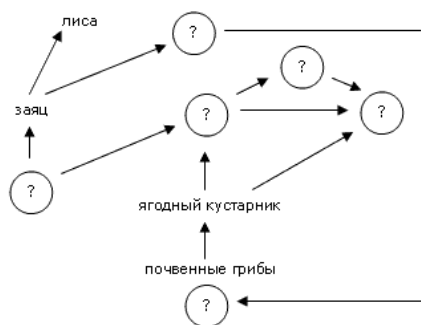 лиса
?
?
заяц
?
?
?
ягодный кустарник
почвенные грибы
?